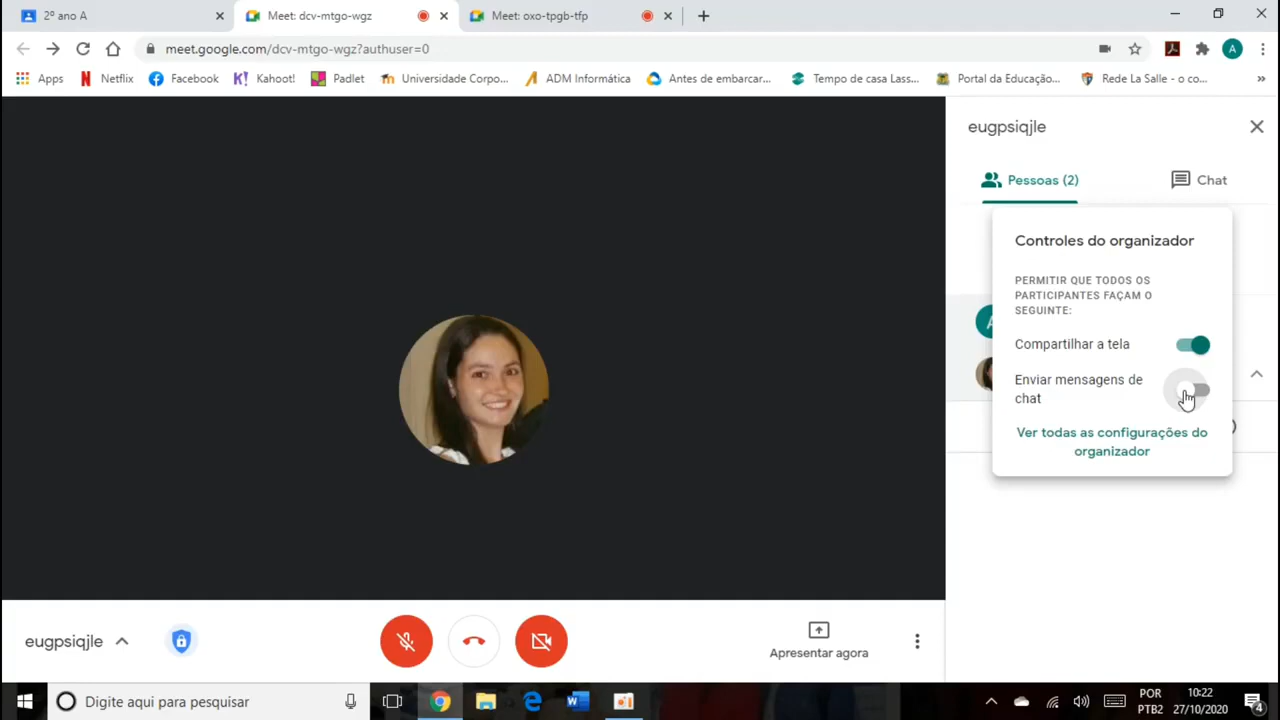 2º ano A
Meet: dcv-mtgo-wgz
Meet: oxo-tpgb-tfp
meet.google.com/dcv-mtgo-wgz?authuser=0
A
Apps
Netflix
Facebook
Kahoot!
Padlet
Universidade Corpo...
ADM Informática
Antes de embarcar...
Tempo de casa Lass...
Portal da Educação...
Rede La Salle - o co...
»
eugpsiqjle
Pessoas (2)
Chat
Controles do organizador
PERMITIR QUE TODOS OS
PARTICIPANTES FAÇAM O
SEGUINTE:
Compartilhar a tela
Enviar mensagens de
chat
Ver todas as configurações do
organizador
eugpsiqjle
Apresentar agora
Digite aqui para pesquisar
POR
PTB2
10:22
27/10/2020
4